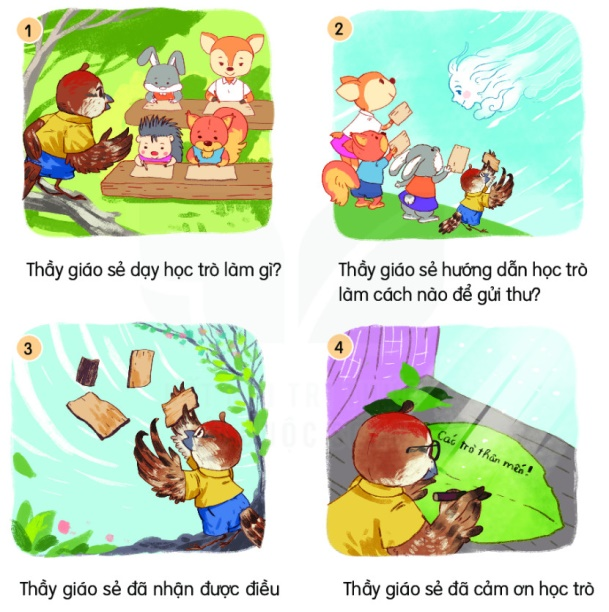 1
2
Thầy giáo sẻ dạy học trò làm gì?
Thầy giáo sẻ hướng dẫn học trò
làm cách nào để gửi thư?
3
4
Các trò thân mến!
Thầy giáo sẻ đã nhận được điều
Thầy giáo sẻ đã cảm ơn học trò